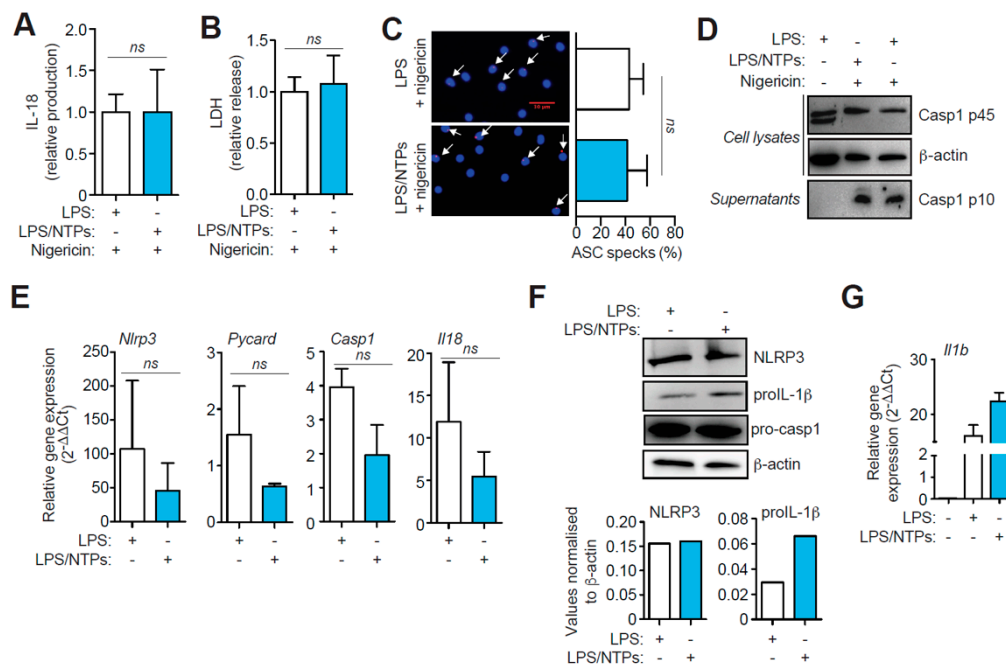 A
ns
IL-18
(relative production)
2.0
1.5
1.0
0.5
0.0
LPS: + -
LPS/NTPs: - +
Nigericin: + +
B
ns
LDH
(relative release)
1.5
1.0
0.5
0.0
LPS: + -
LPS/NTPs: - +
Nigericin: + +
C
LPS
+ nigericin
LPS/NTPs
+ nigericin
ns
0 20 40 60 80
ASC specks (%)
D
LPS: + - +
LPS/NTPs: - + -
Nigericin: - + +
Cell lysates
Casp1 p45
β-actin
Supernatants
Casp1 p10
E
Relative gene expression
(2-ΔΔCt)
Nlrp3
ns
250
200
150
100
50
0
Pycard
ns
3
2
1
0
Casp1
ns
5
4
3
2
1
0
Il18
ns
20
15
10
5
0
LPS: + - + - + - + -
LPS/NTPs: - + - + - + - +
F
LPS: + -
LPS/NTPs: - +
NLRP3
proIL-1β
pro-casp1
β-actin
Values normalised
to β-actin
NLRP3
0.20
0.15
0.10
0.05
0.00
proIL-1β
0.08
0.06
0.04
0.02
0.00
LPS: + - + -
LPS/NTPs: - + - +
G
Il1b
Relative gene
expression (2-ΔΔCt)
30
20
10
2
1
0
LPS: - + -
LPS/NTPs: - - +